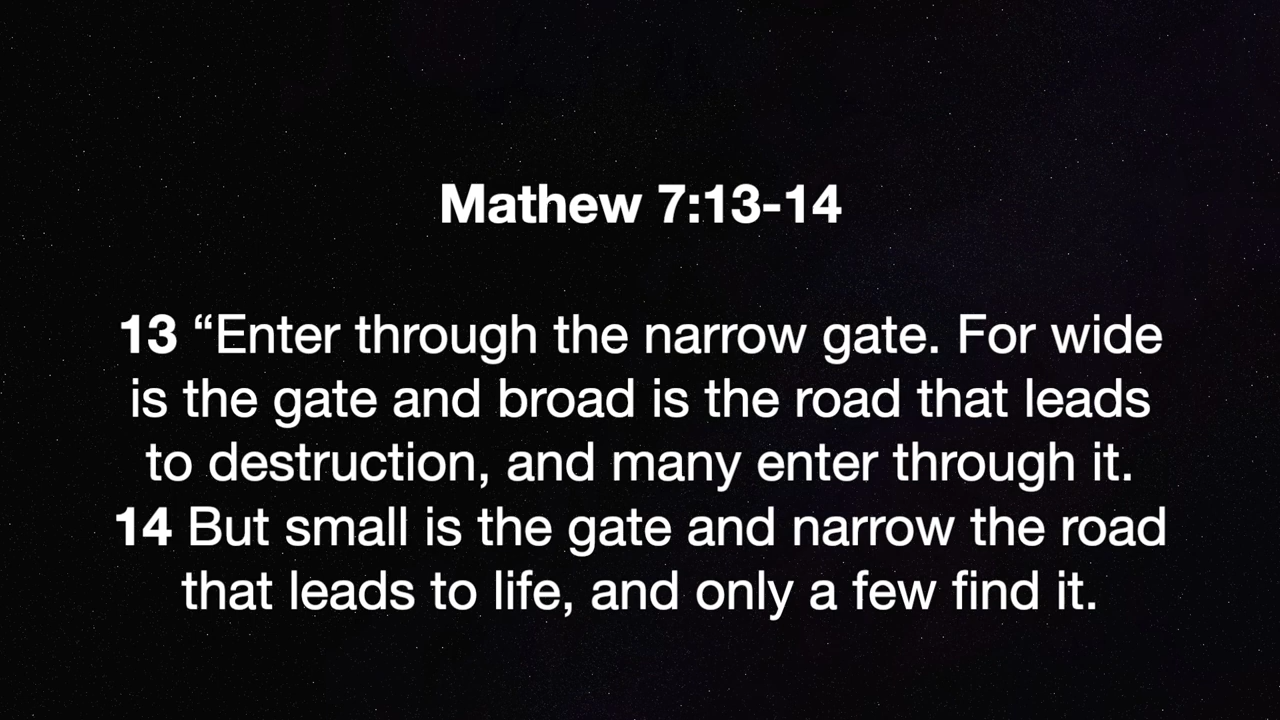 Mathew 7:13-14
13 “Enter through the narrow gate. For wide
is the gate and broad is the road that leads
to destruction, and many enter through it.
14 But small is the gate and narrow the road
that leads to life, and only a few find it.